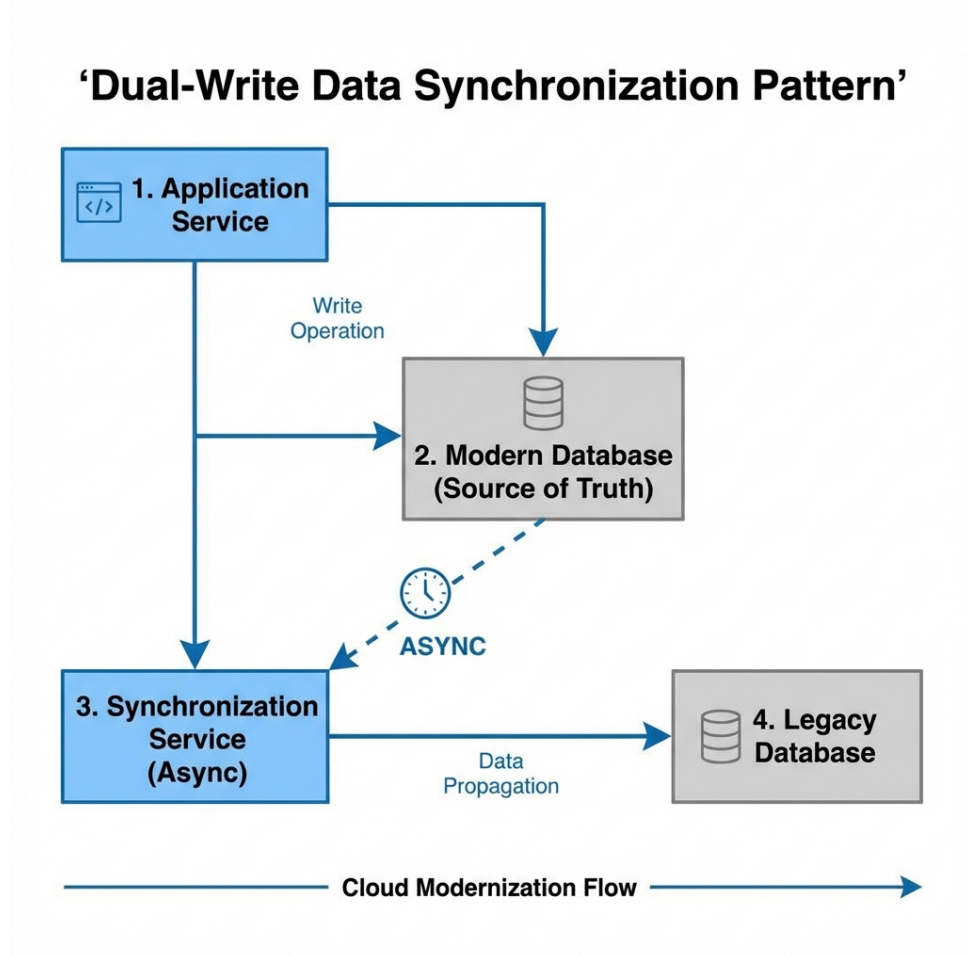 ‘Dual-Write Data Synchronization Pattern’
</>
1. Application
Service
Write
Operation
2. Modern Database
(Source of Truth)
ASYNC
3. Synchronization
Service
(Async)
Data
Propagation
4. Legacy
Database
Cloud Modernization Flow